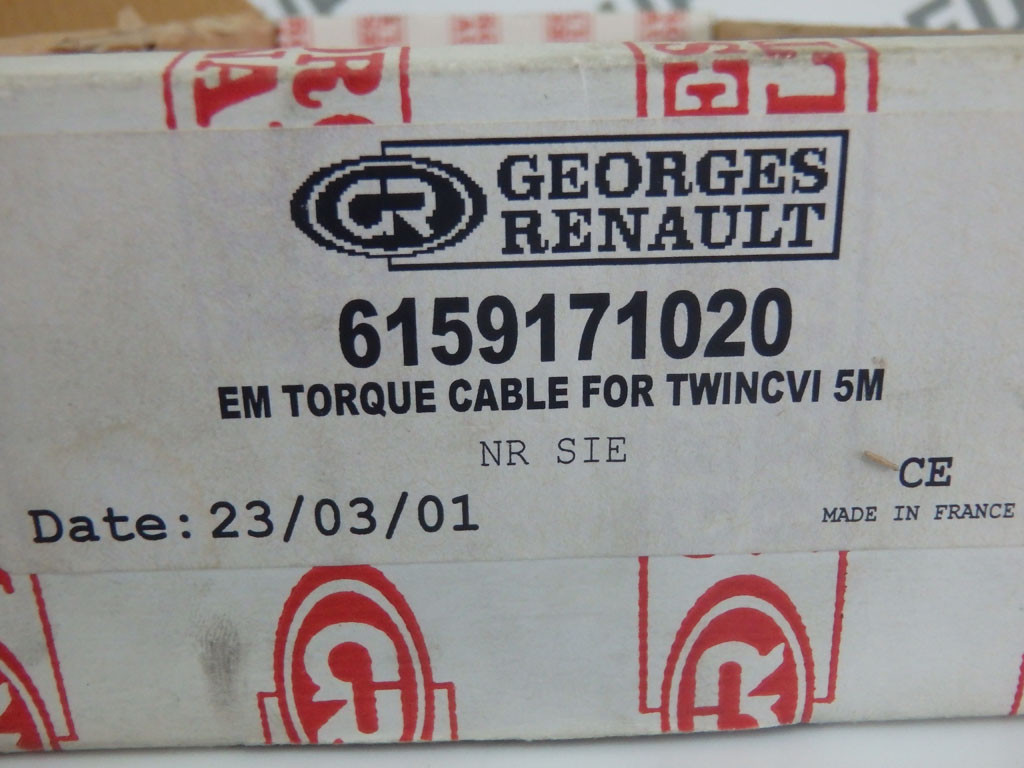 GR GEORGES
RENAULT
6159171020
EM TORQUE CABLE FOR TWINCVI 5M
NR SIE
CE
Date: 23/03/01
MADE IN FRANCE